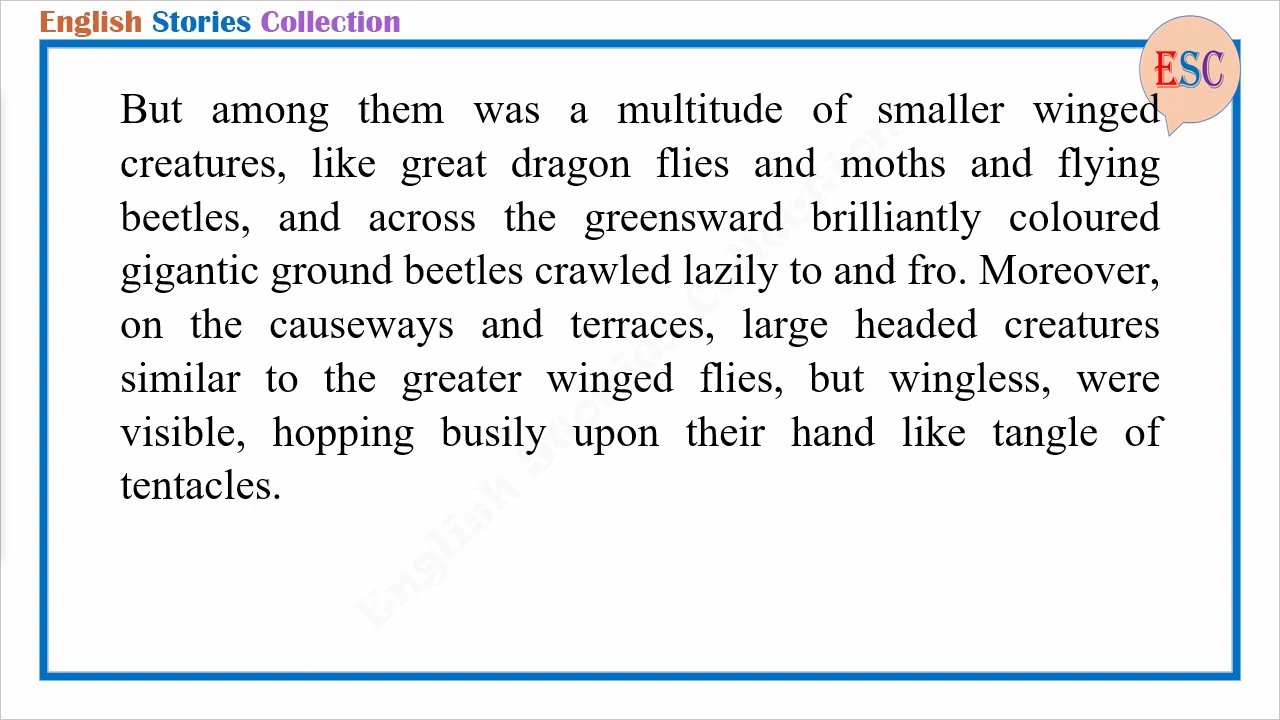 English Stories Collection
ESC
But among them was a multitude of smaller winged
creatures, like great dragon flies and moths and flying
beetles, and across the greensward brilliantly coloured
gigantic ground beetles crawled lazily to and fro. Moreover,
on the causeways and terraces, large headed creatures
similar to the greater winged flies, but wingless, were
visible, hopping busily upon their hand like tangle of
tentacles.
English Stories Collection